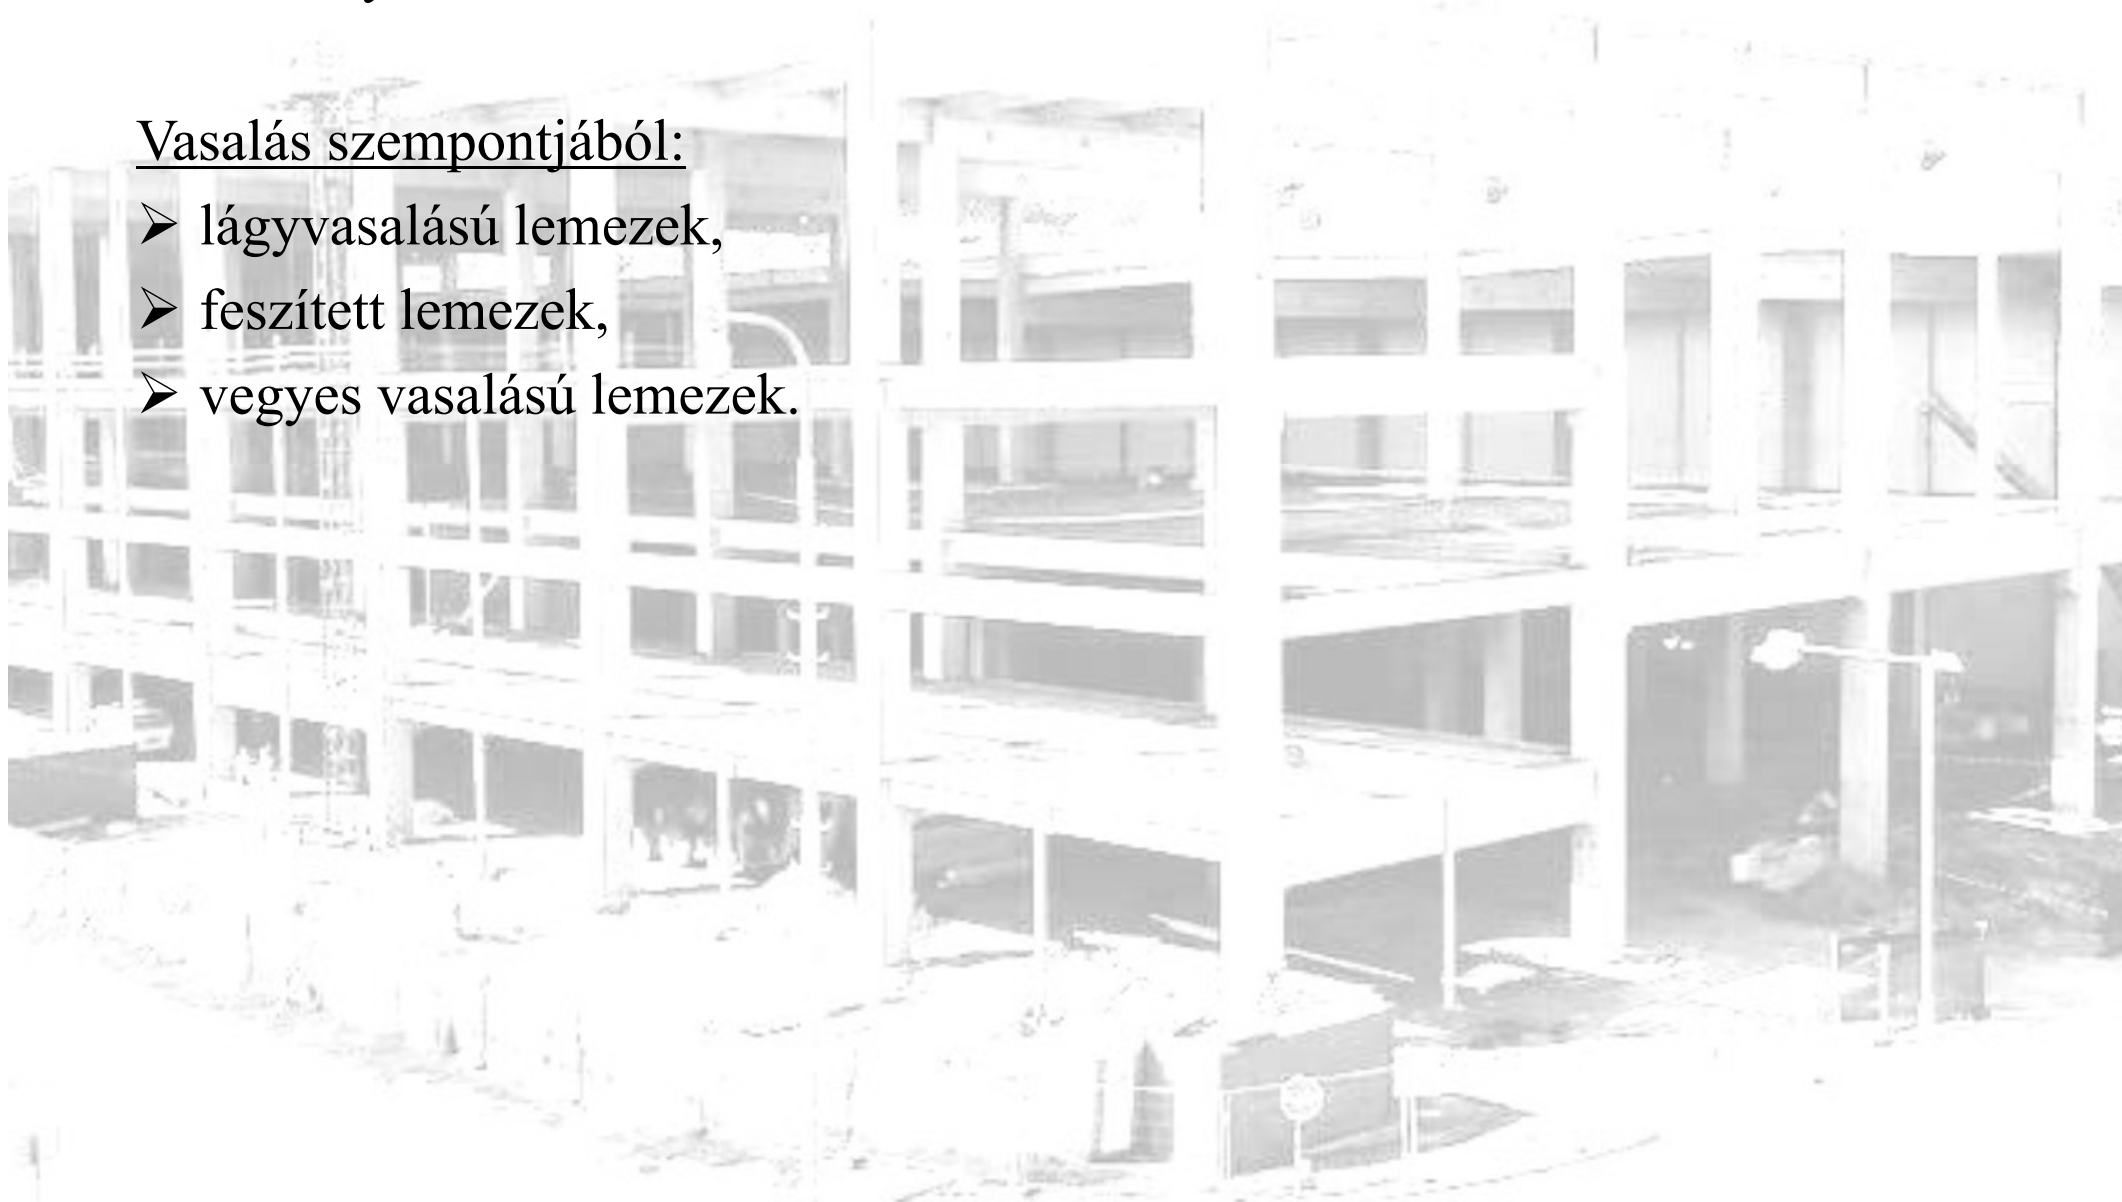 Vasalás szempontjából:
➢ lágyvasalású lemezek,
➢ feszített lemezek,
➢ vegyes vasalású lemezek.